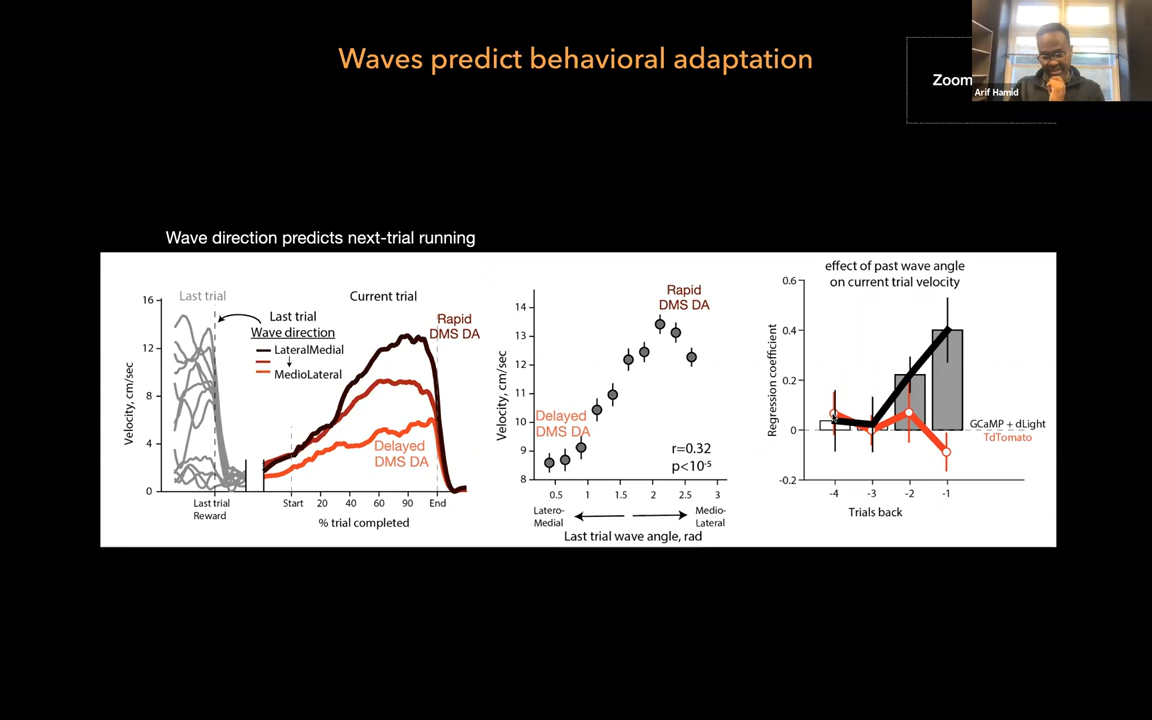 Waves predict behavioral adaptation
Zoom
Arif Hamid
Wave direction predicts next-trial running
Last trial
Current trial
Last trial
Wave direction
LateralMedial
MedioLateral
Rapid
DMS DA
Delayed
DMS DA
Velocity, cm/sec
16
12
8
4
0
Last trial
Reward
Start
20
40
60
90
End
% trial completed
Rapid
DMS DA
Delayed
DMS DA
r=0.32
p<10-5
Velocity, cm/sec
14
13
12
11
10
9
8
0.5
1
1.5
2
2.5
3
Latero-
Medial
Medio-
Lateral
Last trial wave angle, rad
effect of past wave angle
on current trial velocity
Regression coefficient
0.6
0.4
0.2
0
-0.2
GCaMP + dLight
TdTomato
-4
-3
-2
-1
Trials back